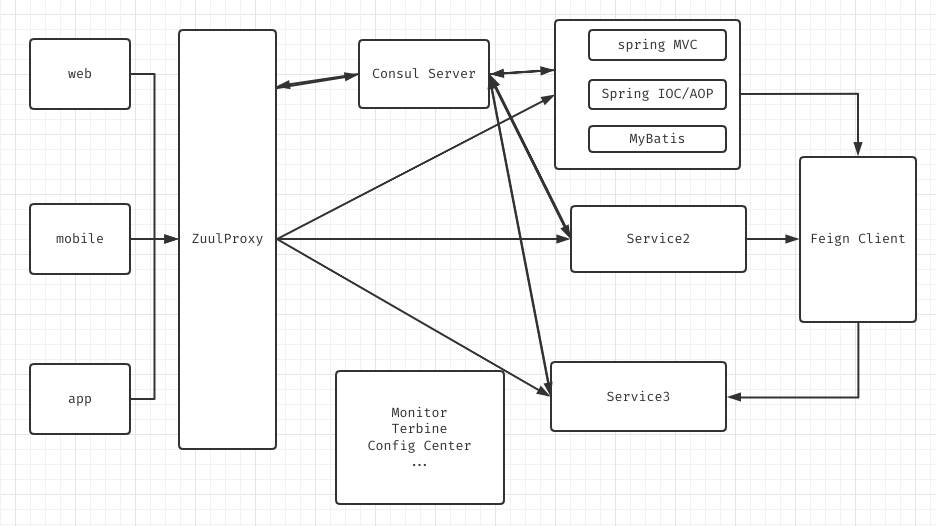 web
mobile
app
ZuulProxy
Consul Server
spring MVC
Spring IOC/AOP
MyBatis
Service2
Service3
Feign Client
Monitor
Terbine
Config Center
...